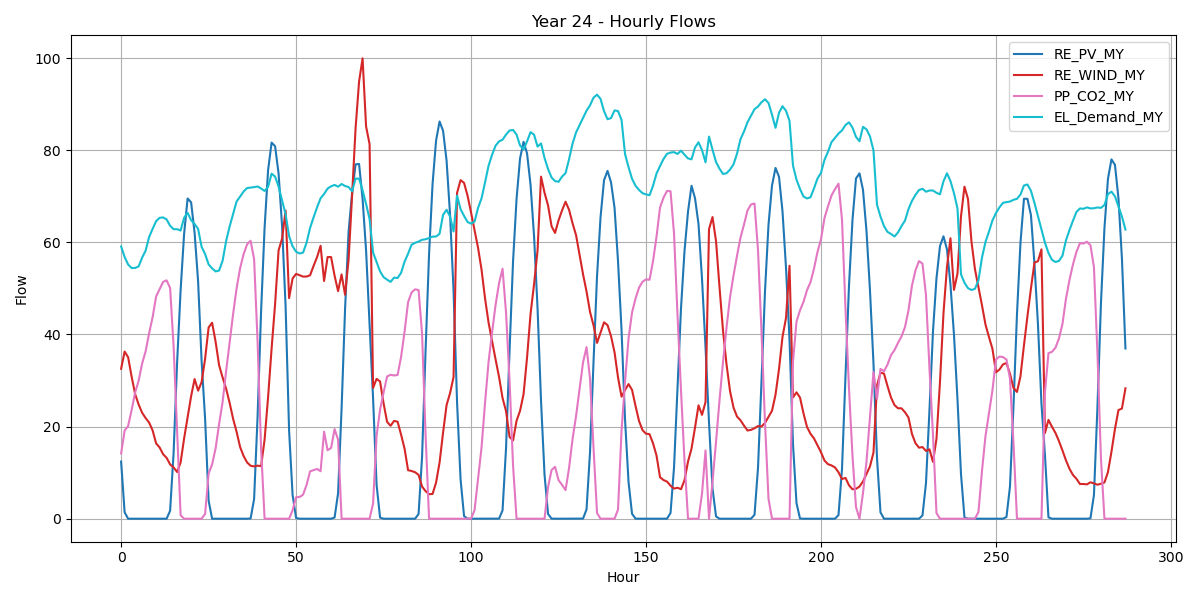 Year 24 - Hourly Flows
RE_PV_MY
RE_WIND_MY
PP_CO2_MY
EL_Demand_MY
100
80
60
40
20
0
Flow
0 50 100 150 200 250 300
Hour